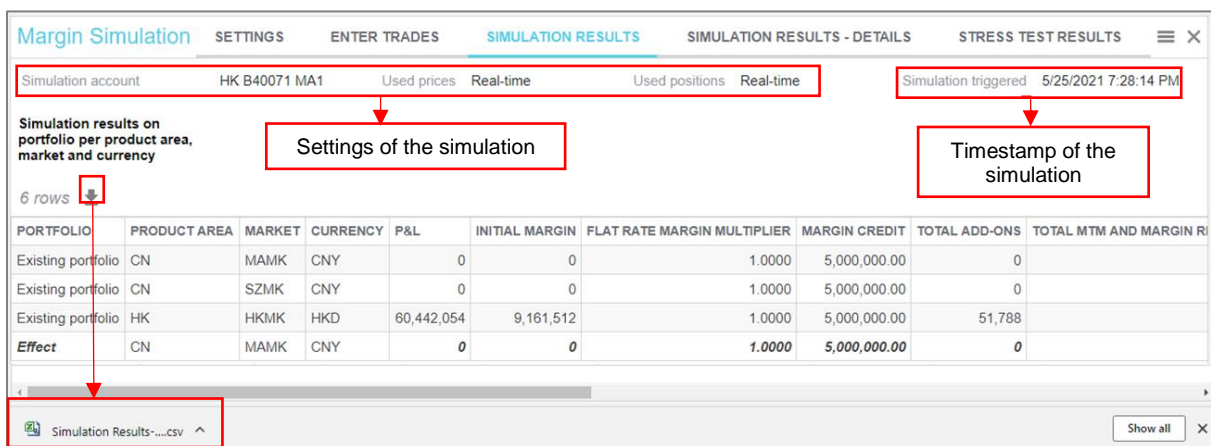 Margin Simulation SETTINGS ENTER TRADES SIMULATION RESULTS SIMULATION RESULTS - DETAILS STRESS TEST RESULTS
Simulation account HK B40071 MA1 Used prices Real-time Used positions Real-time Simulation triggered 5/25/2021 7:28:14 PM
Simulation results on
portfolio per product area,
market and currency
Settings of the simulation
Timestamp of the
simulation
6 rows
PORTFOLIO PRODUCT AREA MARKET CURRENCY P&L INITIAL MARGIN FLAT RATE MARGIN MULTIPLIER MARGIN CREDIT TOTAL ADD-ONS TOTAL MTM AND MARGIN
Existing portfolio CN MAMK CNY 0 0 1.0000 5,000,000.00 0
Existing portfolio CN SZMK CNY 0 0 1.0000 5,000,000.00 0
Existing portfolio HK HKMK HKD 60,442,054 9,161,512 1.0000 5,000,000.00 51,788
Effect CN MAMK CNY 0 0 1.0000 5,000,000.00 0
Simulation Results-....csv
Show all